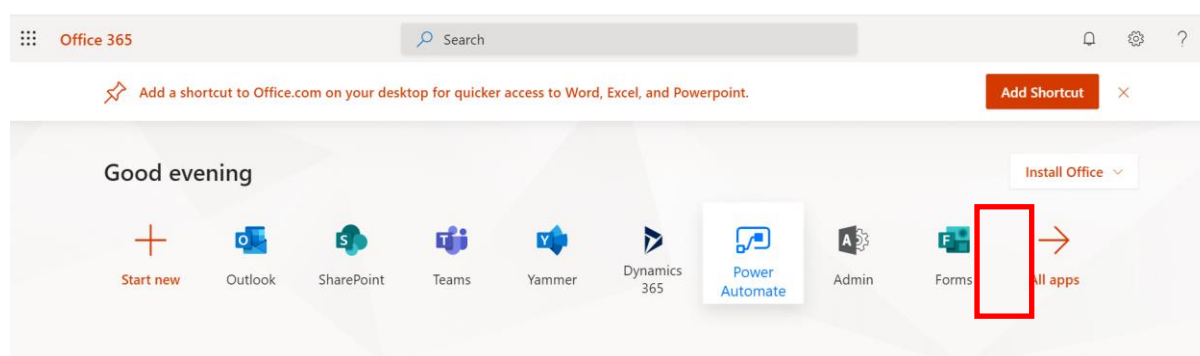 Office 365
Search
?
Add a shortcut to Office.com on your desktop for quicker access to Word, Excel, and Powerpoint.
Add Shortcut
Good evening
Install Office
Start new
Outlook
SharePoint
Teams
Yammer
Dynamics
365
Power
Automate
Admin
Forms
All apps